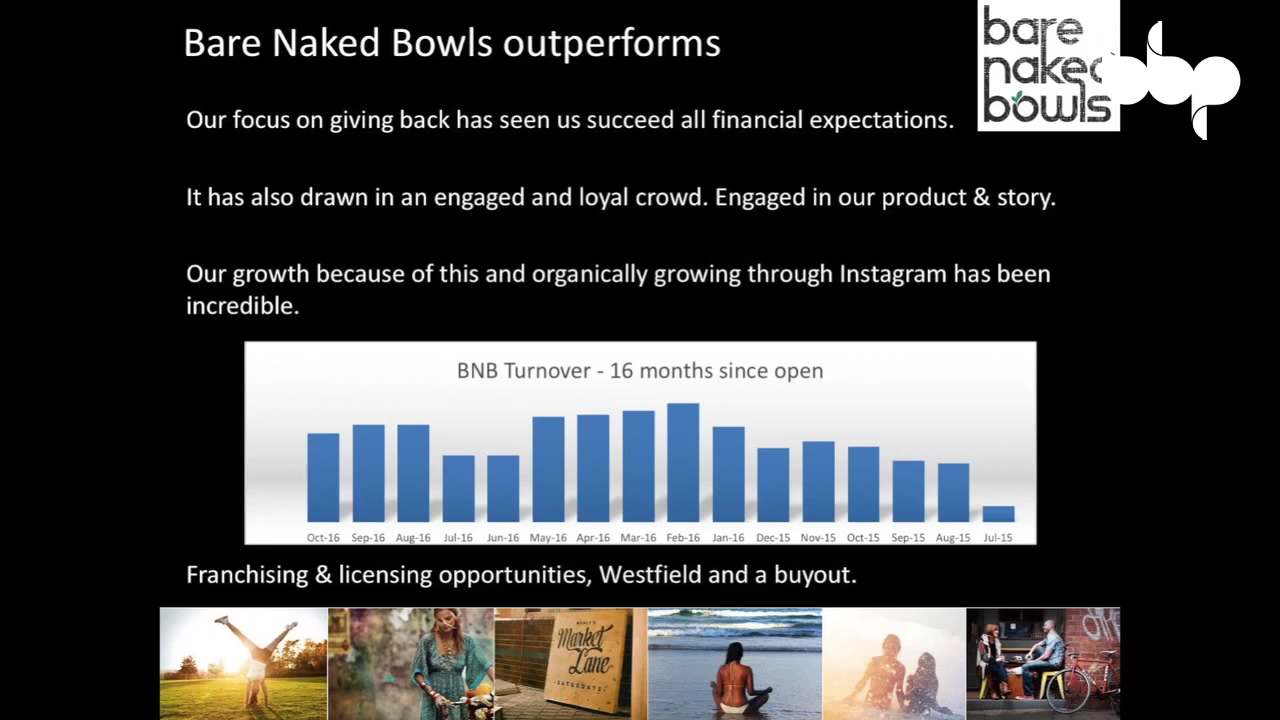 Bare Naked Bowls outperforms
bare
naked
bowls
pbp
Our focus on giving back has seen us succeed all financial expectations.
It has also drawn in an engaged and loyal crowd. Engaged in our product & story.
Our growth because of this and organically growing through Instagram has been
incredible.
BNB Turnover - 16 months since open
Oct-16 Sep-16 Aug-16 Jul-16 Jun-16 May-16 Apr-16 Mar-16 Feb-16 Jan-16 Dec-15 Nov-15 Oct-15 Sep-15 Aug-15 Jul-15
Franchising & licensing opportunities, Westfield and a buyout.
MANLY'S
Market
Lane
SATURDAYS